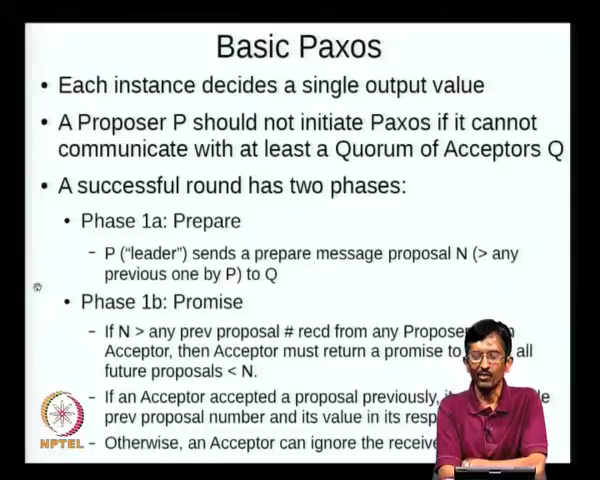 Basic Paxos
• Each instance decides a single output value
• A Proposer P should not initiate Paxos if it cannot
communicate with at least a Quorum of Acceptors Q
• A successful round has two phases:
• Phase 1a: Prepare
– P (“leader”) sends a prepare message proposal N (> any
previous one by P) to Q
• Phase 1b: Promise
– If N > any prev proposal # recd from any Proposer
Acceptor, then Acceptor must return a promise to all
future proposals < N.
– If an Acceptor accepted a proposal previously,
prev proposal number and its value in its
– Otherwise, an Acceptor can ignore the
NPTEL